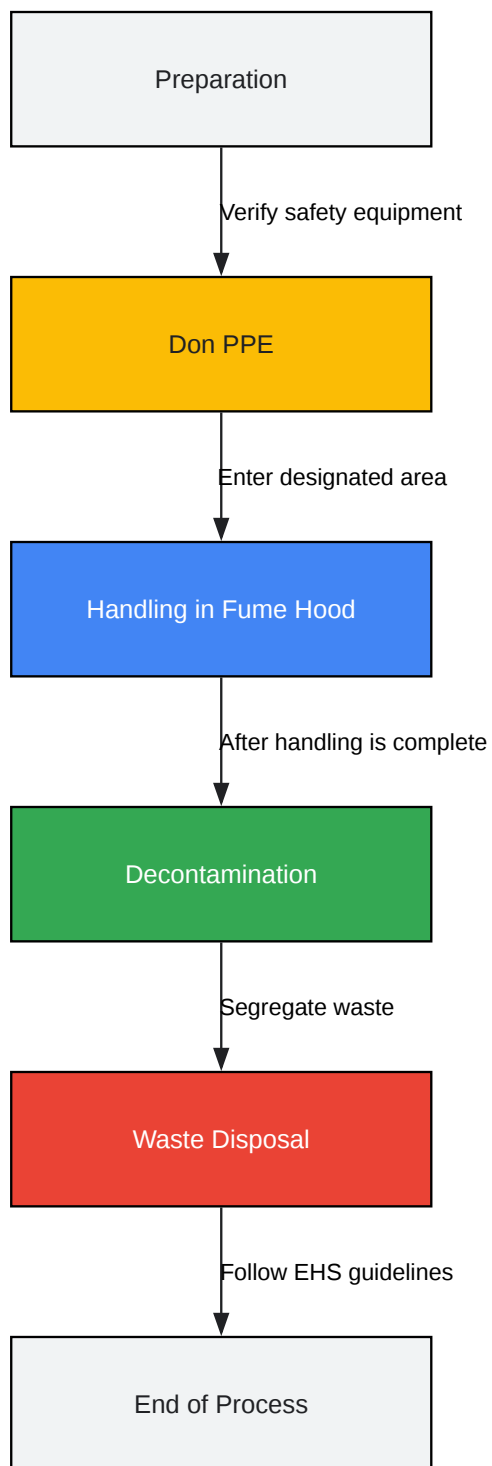 Preparation
Verify safety equipment
Don PPE
Enter designated area
Handling in Fume Hood
After handling is complete
Decontamination
Segregate waste
Waste Disposal
Follow EHS guidelines
End of Process